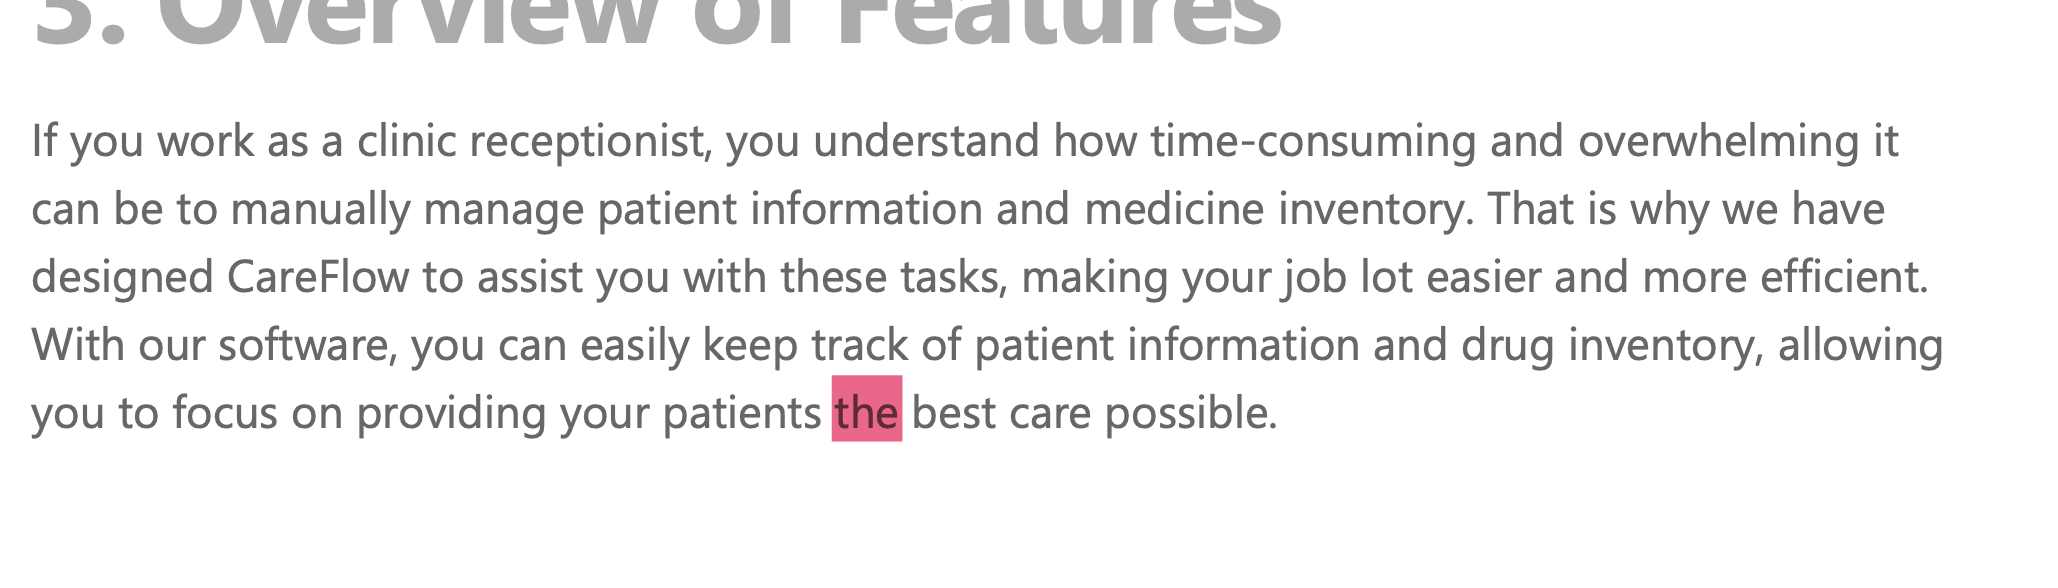 3. Overview of Features
If you work as a clinic receptionist, you understand how time-consuming and overwhelming it
can be to manually manage patient information and medicine inventory. That is why we have
designed CareFlow to assist you with these tasks, making your job lot easier and more efficient.
With our software, you can easily keep track of patient information and drug inventory, allowing
you to focus on providing your patients the best care possible.